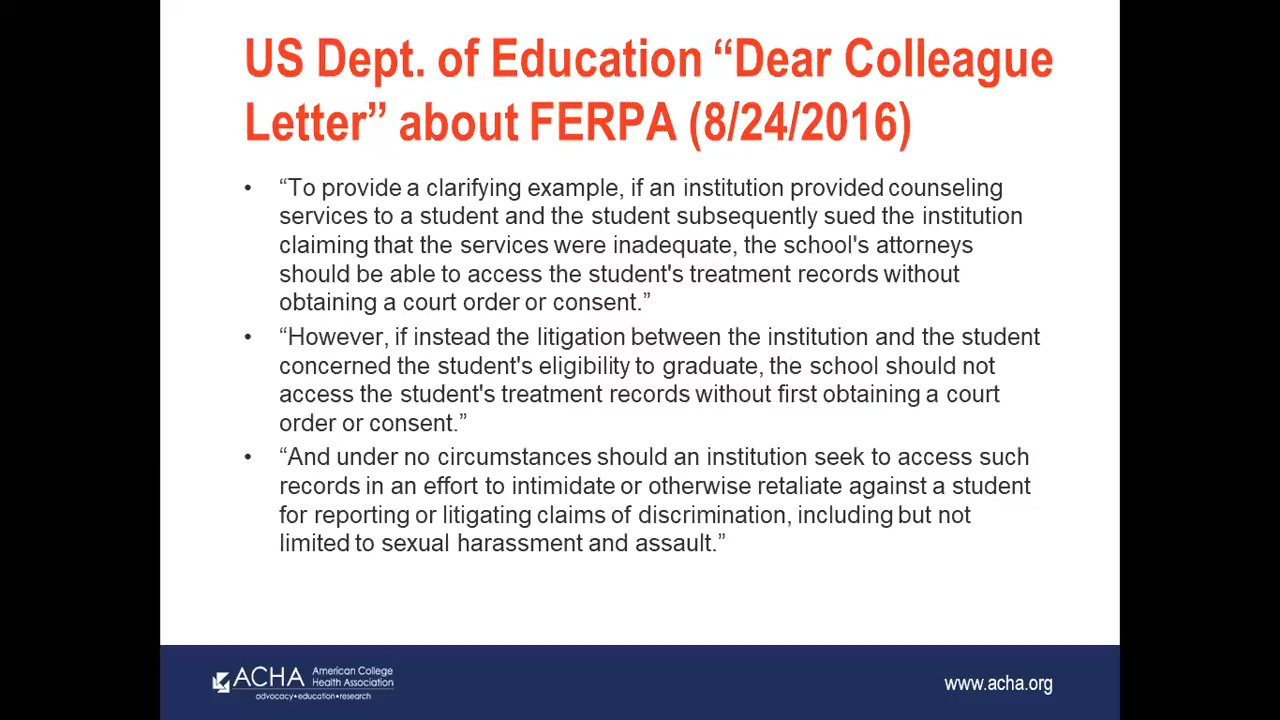 US Dept. of Education “Dear Colleague
Letter” about FERPA (8/24/2016)
• “To provide a clarifying example, if an institution provided counseling
services to a student and the student subsequently sued the institution
claiming that the services were inadequate, the school's attorneys
should be able to access the student's treatment records without
obtaining a court order or consent.”
• “However, if instead the litigation between the institution and the student
concerned the student's eligibility to graduate, the school should not
access the student's treatment records without first obtaining a court
order or consent.”
• “And under no circumstances should an institution seek to access such
records in an effort to intimidate or otherwise retaliate against a student
for reporting or litigating claims of discrimination, including but not
limited to sexual harassment and assault.”
ACHA American College
Health Association
advocacy•education•research
www.acha.org